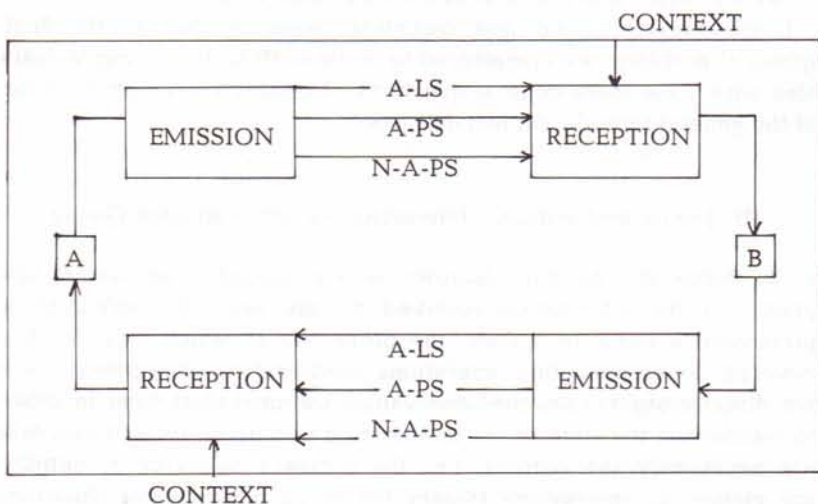 CONTEXT
A-LS
EMISSION
A-PS
RECEPTION
N-A-PS
A
B
A-LS
RECEPTION
A-PS
EMISSION
N-A-PS
CONTEXT